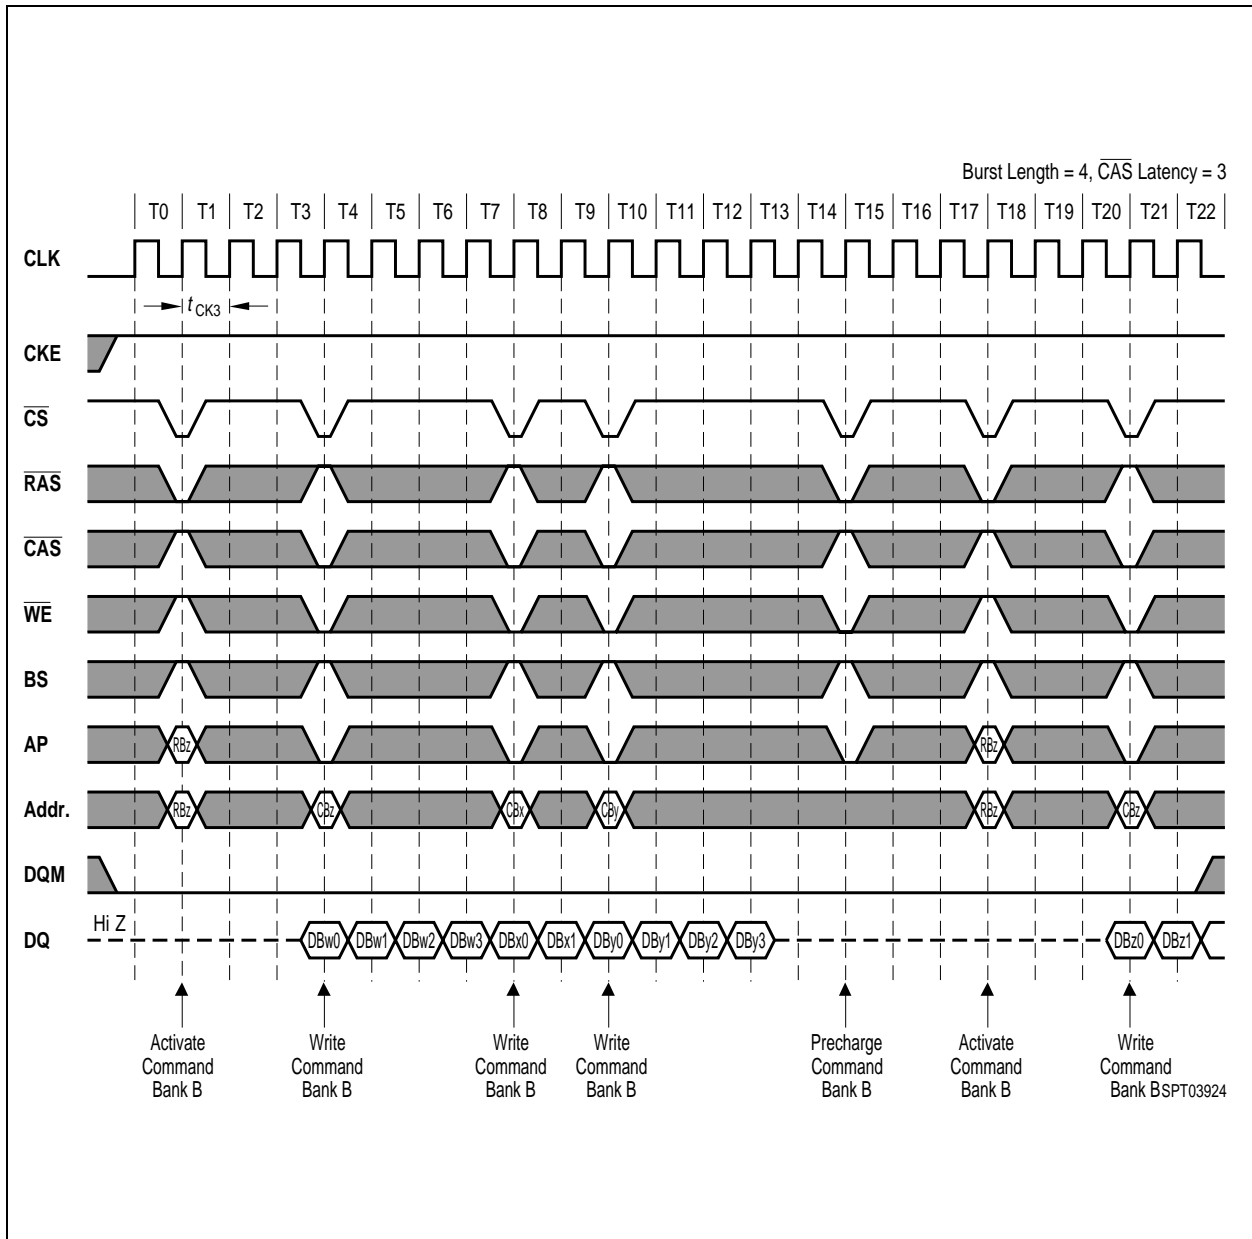 Burst Length = 4, CAS Latency = 3
T0 T1 T2 T3 T4 T5 T6 T7 T8 T9 T10 T11 T12 T13 T14 T15 T16 T17 T18 T19 T20 T21 T22
CLK
tCK3
CKE
CS
RAS
CAS
WE
BS
AP RBz RBz
Addr. RBz CBz CBx CBy RBz CBz
DQM
Hi Z
DQ DBw0 DBw1 DBw2 DBw3 DBx0 DBx1 DBy0 DBy1 DBy2 DBy3 DBz0 DBz1
Activate Write Write Write Precharge Activate Write
Command Command Command Command Command Command Command
Bank B Bank B Bank B Bank B Bank B Bank B Bank B SPT03924